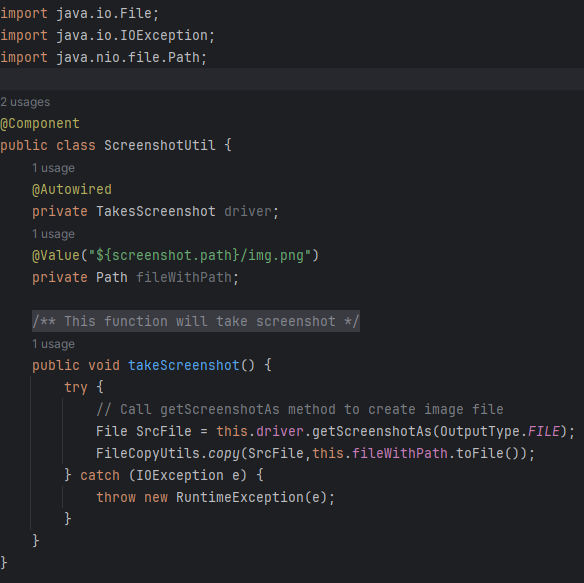 import java.io.File;
import java.io.IOException;
import java.nio.file.Path;
2 usages
@Component
public class ScreenshotUtil {
1 usage
@Autowired
private TakesScreenshot driver;
1 usage
@Value("${screenshot.path}/img.png")
private Path fileWithPath;
/** This function will take screenshot */
1 usage
public void takeScreenshot() {
try {
// Call getScreenshotAs method to create image file
File SrcFile = this.driver.getScreenshotAs(OutputType.FILE);
FileCopyUtils.copy(SrcFile,this.fileWithPath.toFile());
} catch (IOException e) {
throw new RuntimeException(e);
}
}
}